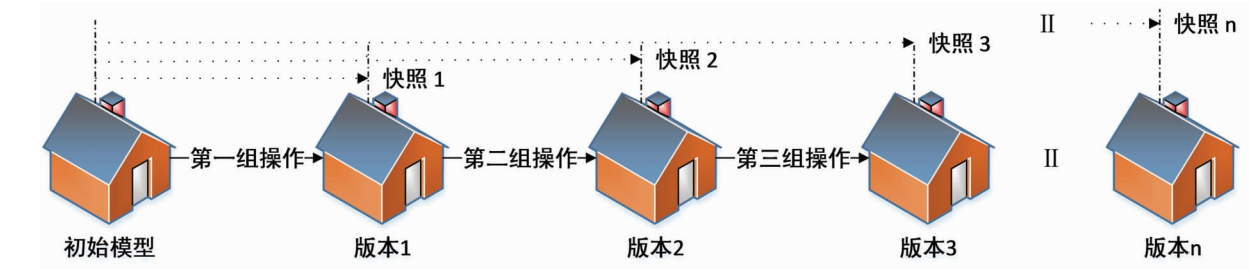 II
快照 n
快照 3
快照 2
快照 1
第一组操作
第二组操作
第三组操作
II
初始模型
版本1
版本2
版本3
版本n